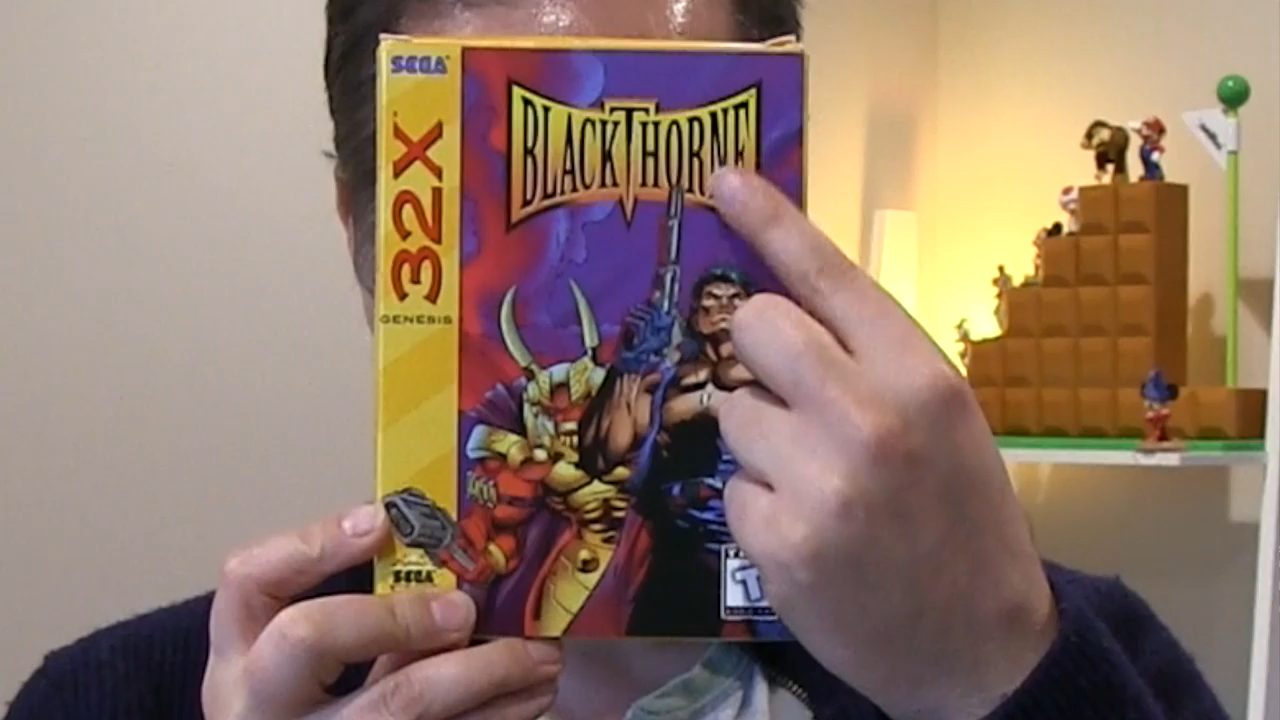 SEGA
32X
GENESIS
BLACKTHORNE
T
SEGA